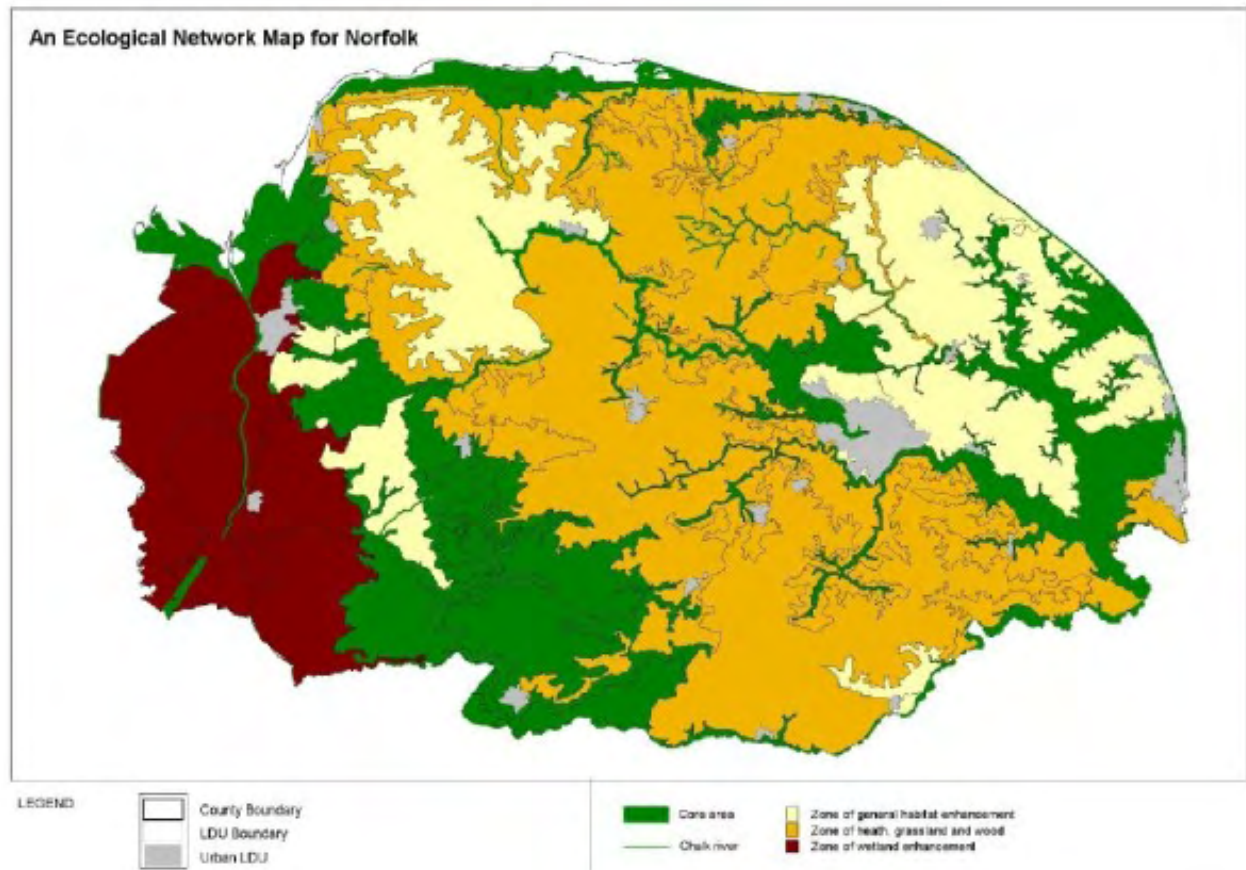 An Ecological Network Map for Norfolk
LEGEND
County Boundary
LDU Boundary
Urban LDU
Core area
Chalk river
Zone of general habitat enhancement
Zone of heath, grassland and wood
Zone of wetland enhancement